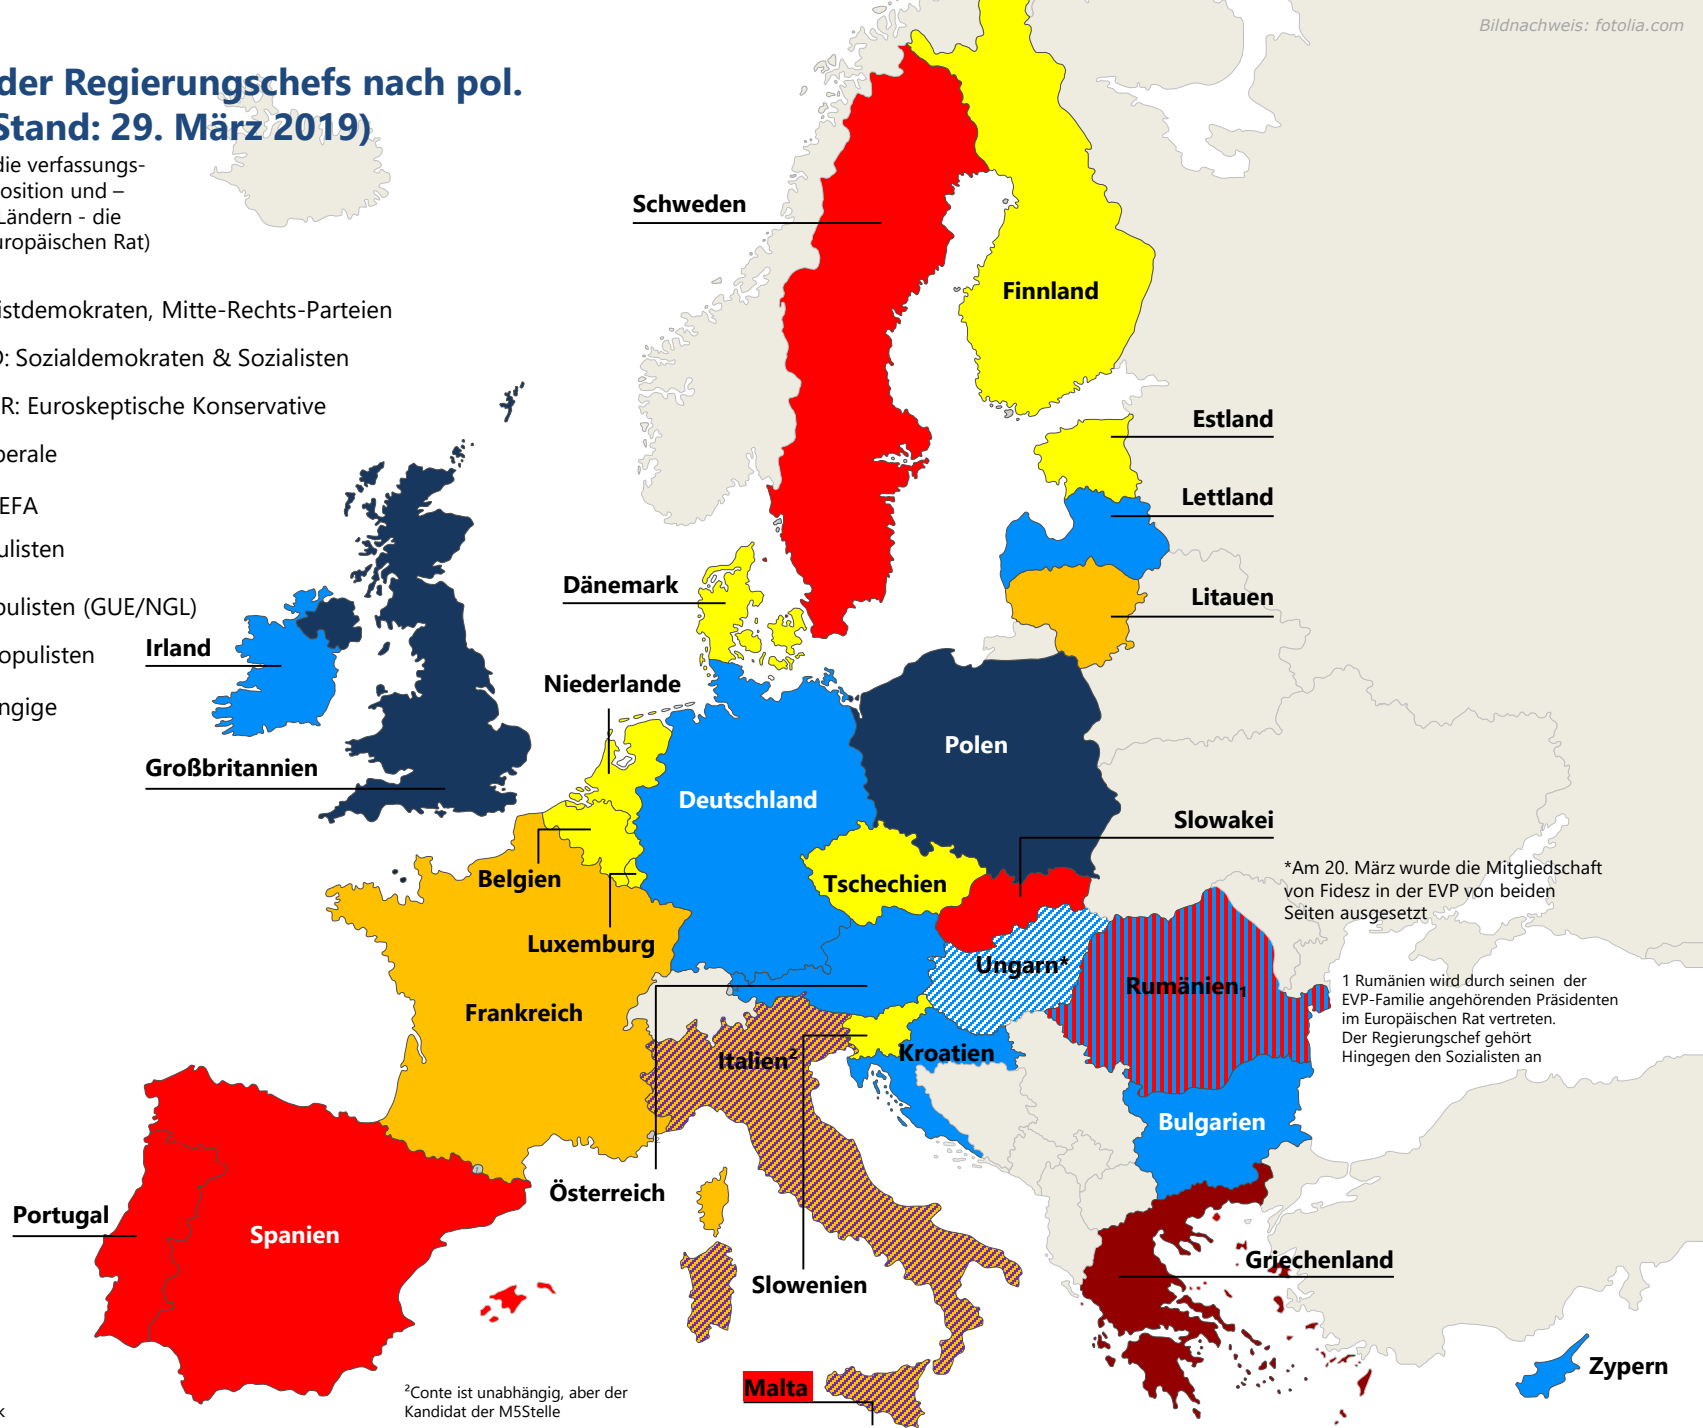 Bildnachweis: fotolia.com
der Regierungschefs nach pol.
Stand: 29. März 2019)
die verfassungs-
osition und –
Ländern - die
uropäischen Rat)
istdemokraten, Mitte-Rechts-Parteien
D: Sozialdemokraten & Sozialisten
R: Euroskeptische Konservative
berale
EFA
ulisten
pulisten (GUE/NGL)
opulisten
ngige
Schweden
Finnland
Estland
Lettland
Litauen
Dänemark
Irland
Niederlande
Großbritannien
Polen
Deutschland
Slowakei
Belgien
Tschechien
Luxemburg
*Am 20. März wurde die Mitgliedschaft
von Fidesz in der EVP von beiden
Seiten ausgesetzt
Ungarn*
Rumänien1
1 Rumänien wird durch seinen der
EVP-Familie angehörenden Präsidenten
im Europäischen Rat vertreten.
Der Regierungschef gehört
Hingegen den Sozialisten an
Frankreich
Italien²
Kroatien
Bulgarien
Österreich
Portugal
Spanien
Slowenien
Griechenland
Zypern
Malta
²Conte ist unabhängig, aber der
Kandidat der M5Stelle
k